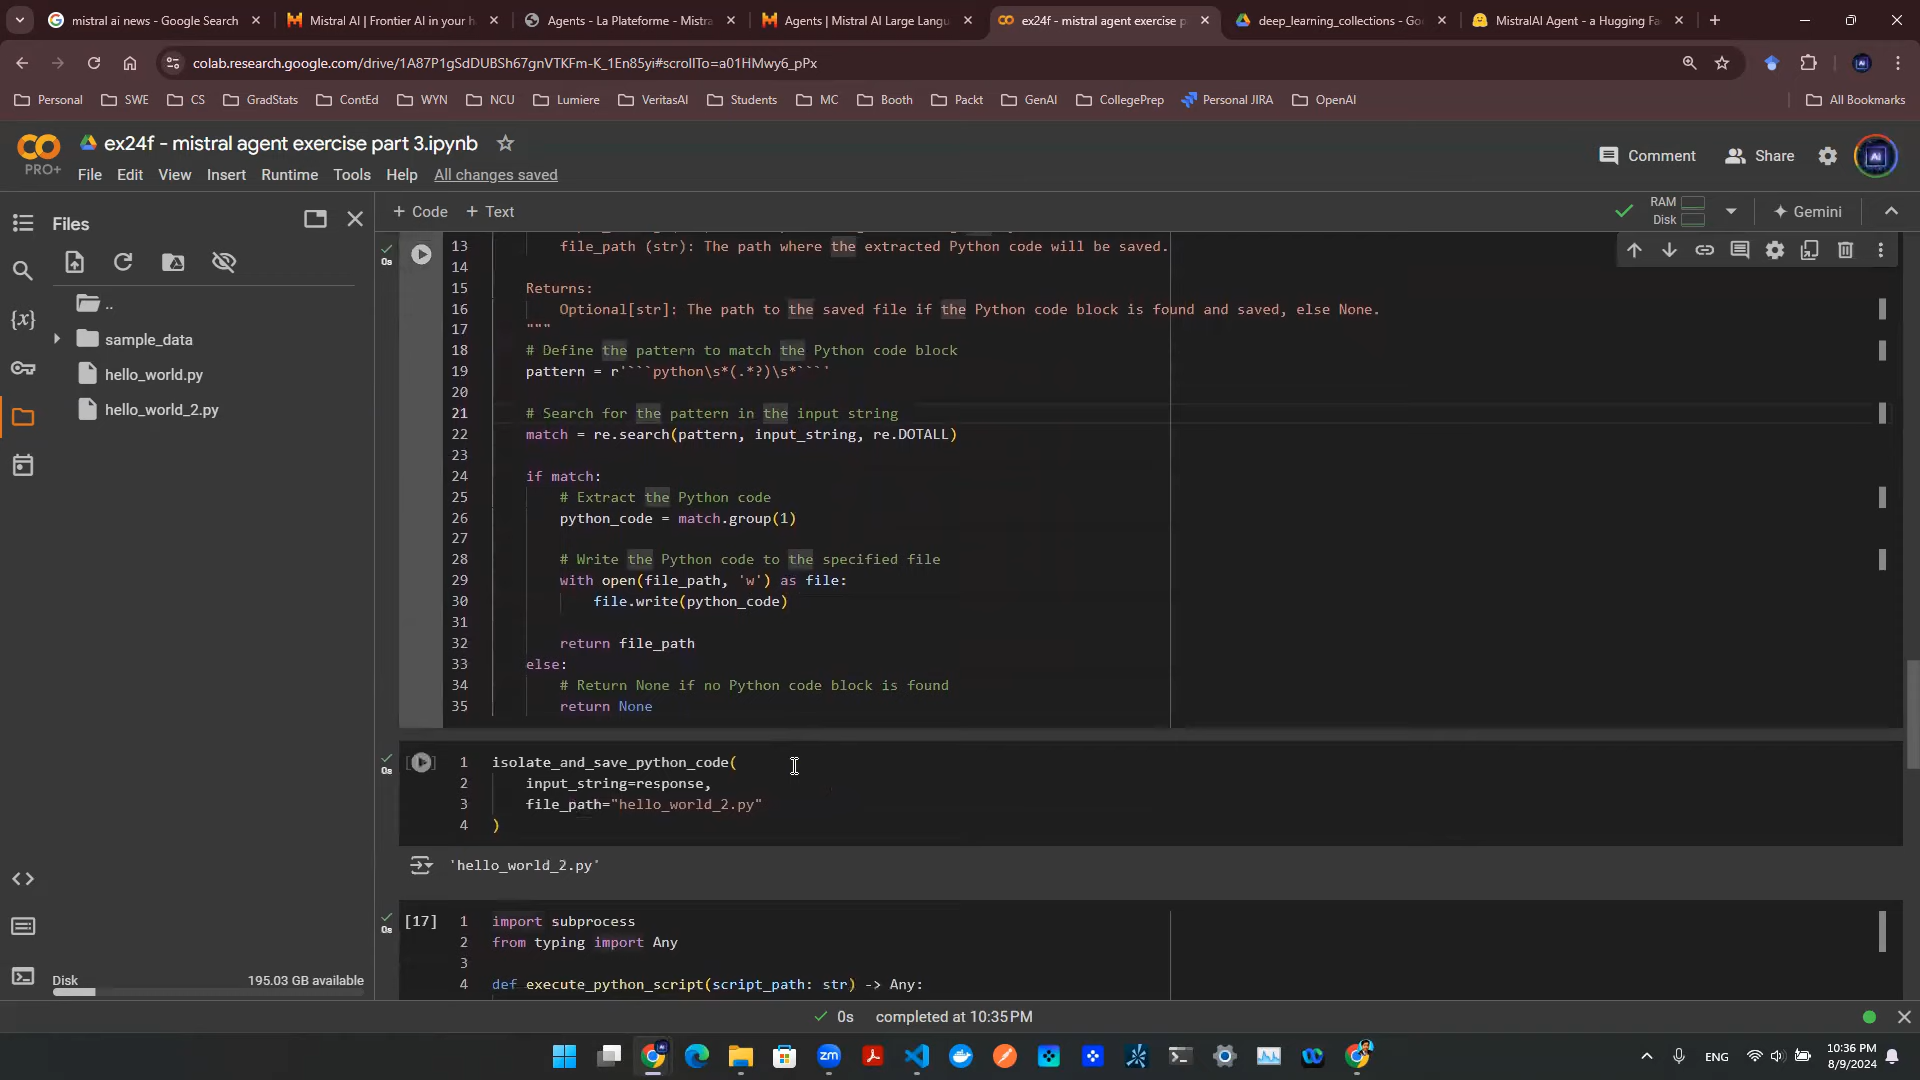 mistral ai news - Google Search
Mistral AI | Frontier AI in your h
Agents - La Plateforme - Mistra
Agents | Mistral AI Large Langu
ex24f - mistral agent exercise p
deep_learning_collections - Go
MistralAI Agent - a Hugging Fa
colab.research.google.com/drive/1A87P1gSdDUBSh67gnVTKFm-K_1En85yi#scrollTo=a01HMwy6_pPx
Personal SWE CS GradStats ContEd WYN NCU Lumiere VeritasAI Students MC Booth Packt GenAI CollegePrep Personal JIRA OpenAI All Bookmarks
CO
PRO+
ex24f - mistral agent exercise part 3.ipynb
File Edit View Insert Runtime Tools Help All changes saved
Comment Share
Ai
Files
+ Code + Text
RAM
Disk
Gemini
..
sample_data
hello_world.py
hello_world_2.py
{x}
Disk 195.03 GB available
0s
13 file_path (str): The path where the extracted Python code will be saved.
14
15 Returns:
16 Optional[str]: The path to the saved file if the Python code block is found and saved, else None.
17 """
18 # Define the pattern to match the Python code block
19 pattern = r'```python\s*(.*?)\s*```'
20
21 # Search for the pattern in the input string
22 match = re.search(pattern, input_string, re.DOTALL)
23
24 if match:
25 # Extract the Python code
26 python_code = match.group(1)
27
28 # Write the Python code to the specified file
29 with open(file_path, 'w') as file:
30 file.write(python_code)
31
32 return file_path
33 else:
34 # Return None if no Python code block is found
35 return None
0s
1 isolate_and_save_python_code(
2 input_string=response,
3 file_path="hello_world_2.py"
4 )
'hello_world_2.py'
0s
[17] 1 import subprocess
2 from typing import Any
3
4 def execute_python_script(script_path: str) -> Any:
0s completed at 10:35 PM
zm
ENG
10:36 PM
8/9/2024